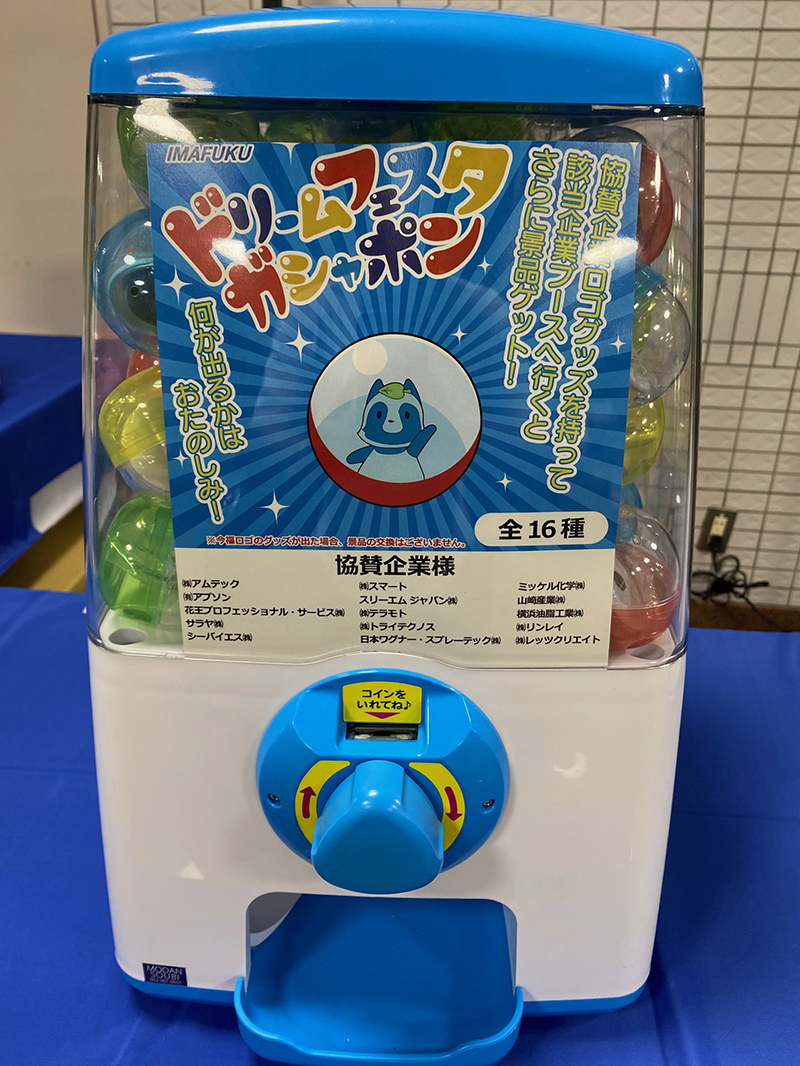 IMAFUKU
ドリームフェスタ
ガシャポン
協賛企業ロゴグッズを持って
該当企業ブースへ行くと
さらに景品ゲット!
何が出るかは
おたのしみ!
全16種
※今福ロゴのグッズが出た場合、景品の交換はございません。
協賛企業様
㈱アムテック
㈲アプソン
花王プロフェッショナル・サービス㈱
サラヤ㈱
シーバイエス㈱
㈱スマート
スリーエム ジャパン㈱
㈱テラモト
㈱トライテクノス
日本ワグナー・スプレーテック㈱
ミッケル化学㈱
山崎産業㈱
横浜油脂工業㈱
㈱リンレイ
㈱レッツクリエイト
コインを
いれてね♪
MODAN
SOUBI